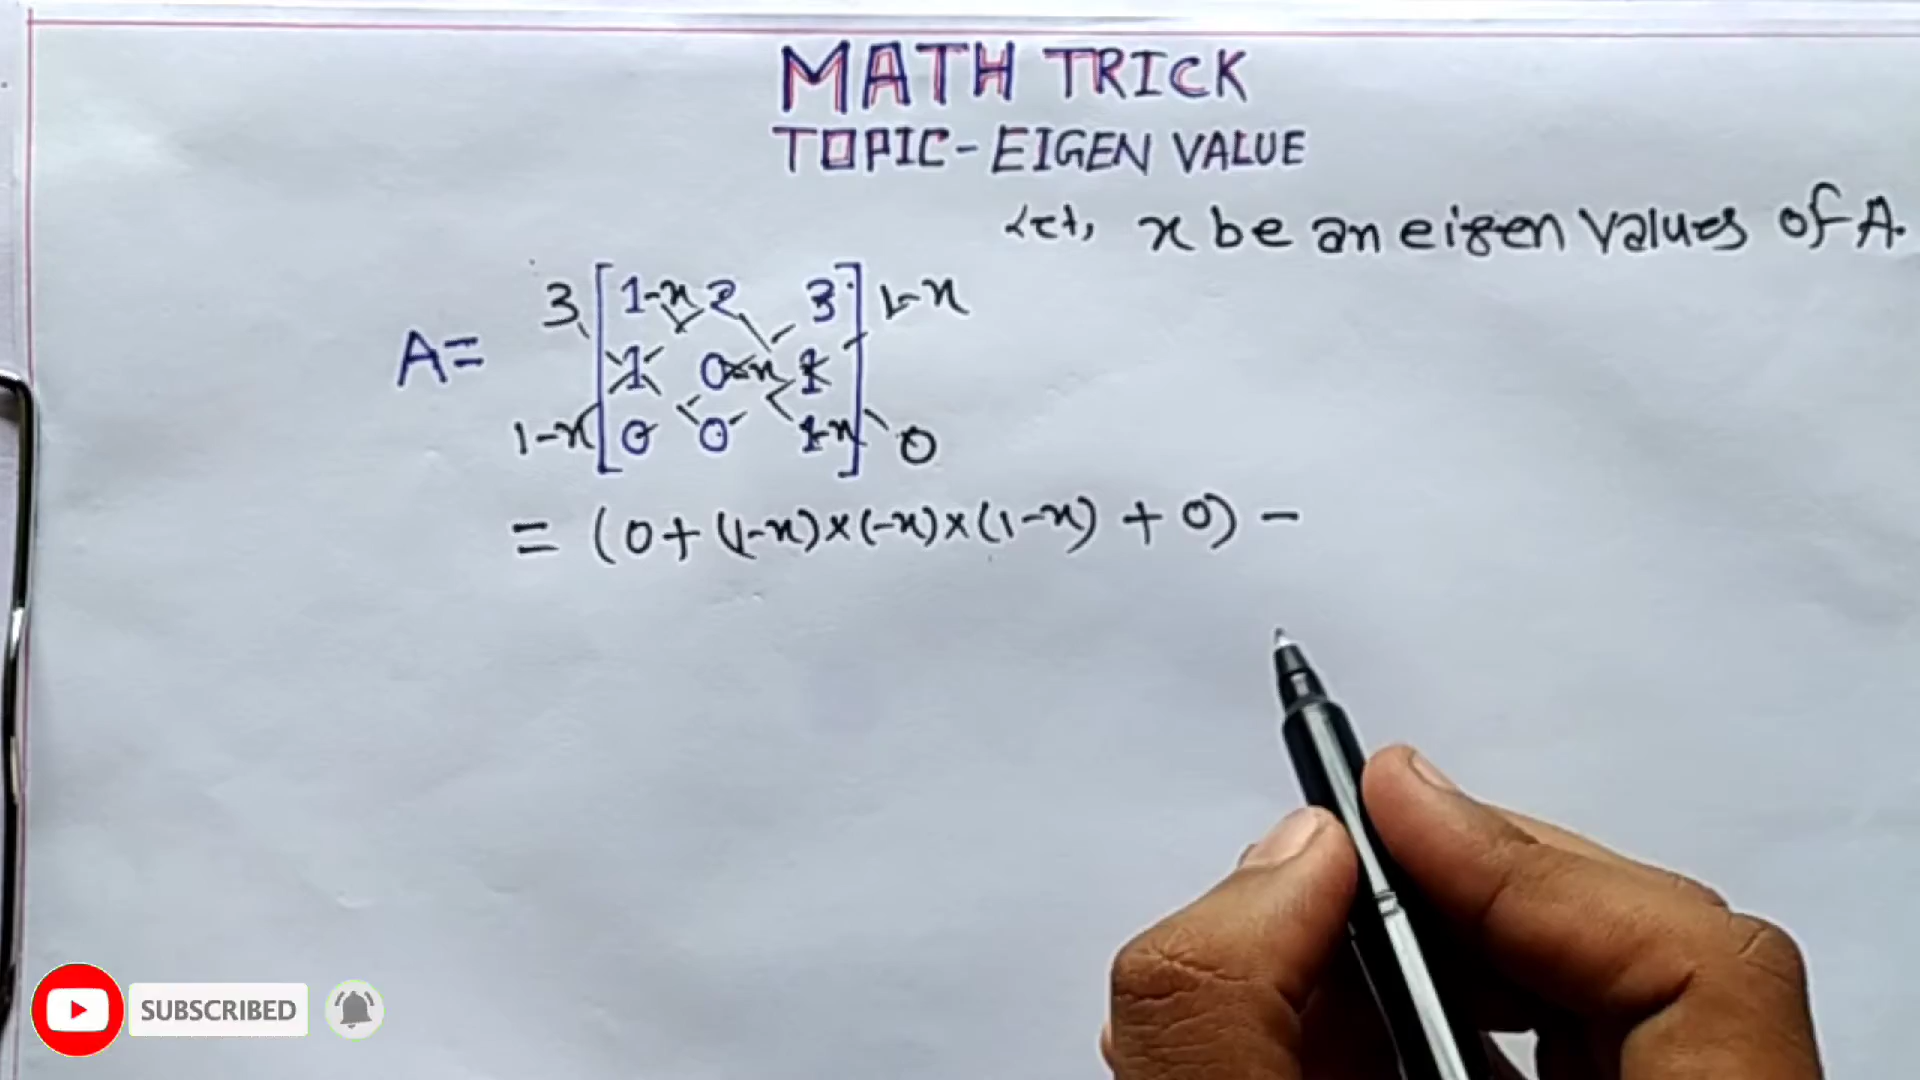 MATH TRICK
TOPIC-EIGEN VALUE
Let, x be an eigen values of A.
3 [1-x 2 3] 1-x
A= 1 0-x 1
1-x [0 0 1-x] 0
= (0+(1-x)×(-x)×(1-x)+0) -
SUBSCRIBED